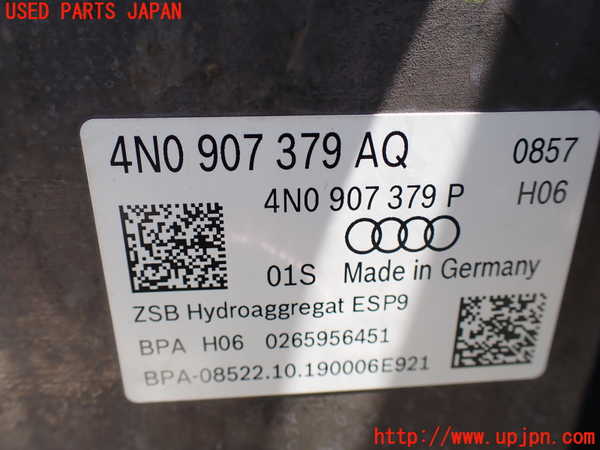 USED PARTS JAPAN
4N0 907 379 AQ 0857
4N0 907 379 P H06
01S Made in Germany
ZSB Hydroaggregat ESP9
BPA H06 0265956451
BPA-08522.10.190006E921
http://www.upjpn.com